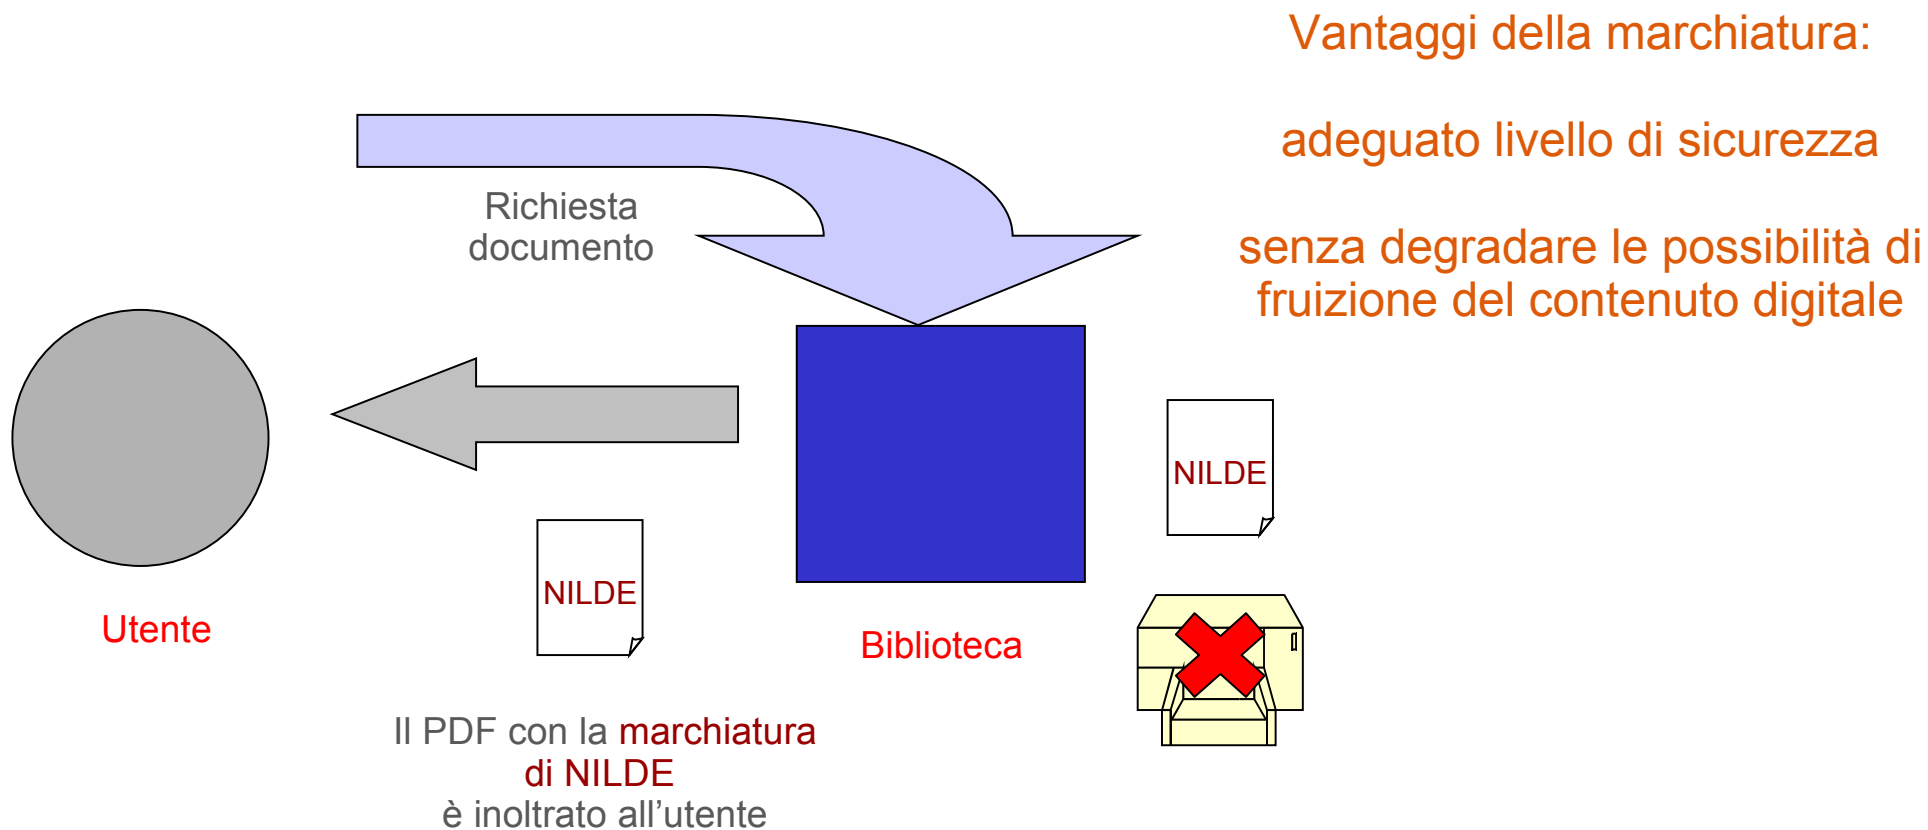 Vantaggi della marchiatura:
adeguato livello di sicurezza
senza degradare le possibilità di
fruizione del contenuto digitale
Richiesta
documento
NILDE
NILDE
Utente
Biblioteca
Il PDF con la marchiatura
di NILDE
è inoltrato all’utente